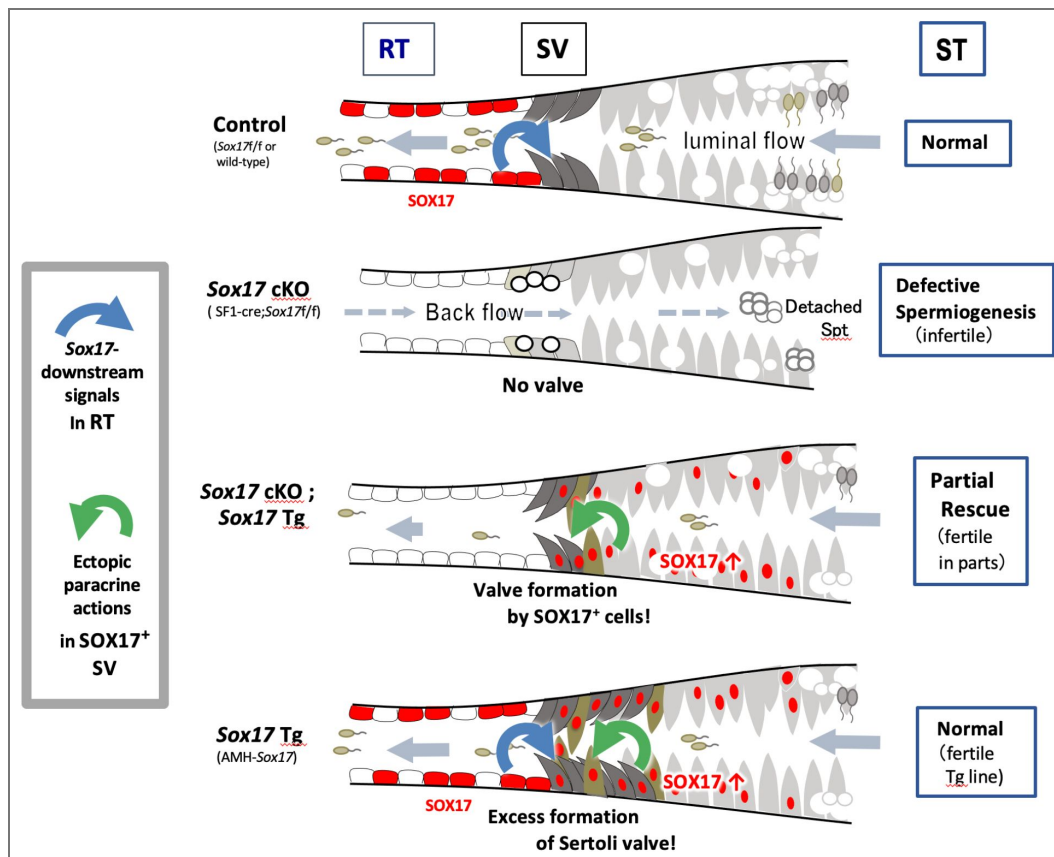 RT
SV
ST
Control
(Sox17f/f or
wild-type)
luminal flow
Normal
SOX17
Sox17 cKO
( SF1-cre;Sox17f/f)
Back flow
Detached
Spt
No valve
Defective
Spermiogenesis
(infertile)
Sox17-
downstream
signals
In RT
Ectopic
paracrine
actions
in SOX17⁺
SV
Sox17 cKO ;
Sox17 Tg
SOX17 ↑
Valve formation
by SOX17⁺ cells!
Partial
Rescue
(fertile
in parts)
Sox17 Tg
(AMH-Sox17)
SOX17
SOX17 ↑
Excess formation
of Sertoli valve!
Normal
(fertile
Tg line)